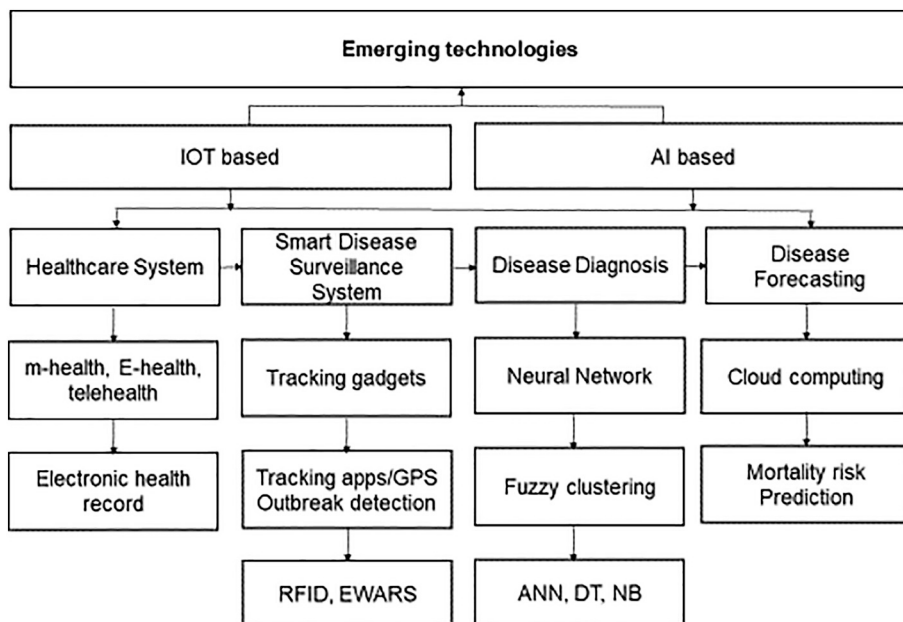 Emerging technologies
IOT based
AI based
Healthcare System
Smart Disease
Surveillance
System
Disease Diagnosis
Disease
Forecasting
m-health, E-health,
telehealth
Tracking gadgets
Neural Network
Cloud computing
Electronic health
record
Tracking apps/GPS
Outbreak detection
Fuzzy clustering
Mortality risk
Prediction
RFID, EWARS
ANN, DT, NB